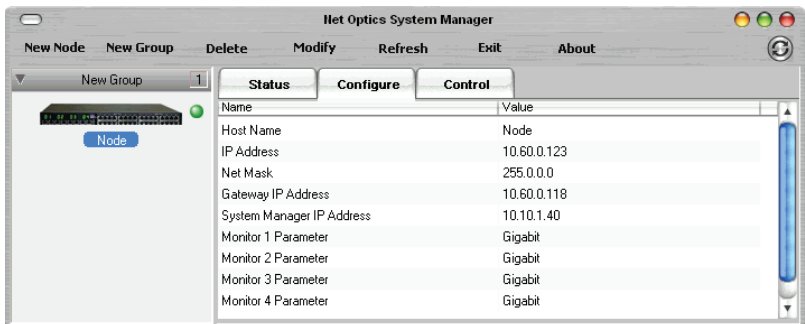 Net Optics System Manager
New Node New Group Delete Modify Refresh Exit About
New Group 1
Status Configure Control
Node
Name Value
Host Name Node
IP Address 10.60.0.123
Net Mask 255.0.0.0
Gateway IP Address 10.60.0.118
System Manager IP Address 10.10.1.40
Monitor 1 Parameter Gigabit
Monitor 2 Parameter Gigabit
Monitor 3 Parameter Gigabit
Monitor 4 Parameter Gigabit